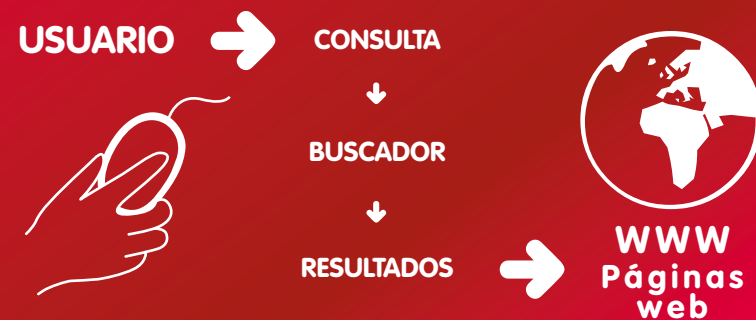 USUARIO
CONSULTA
BUSCADOR
RESULTADOS
WWW
Páginas
web